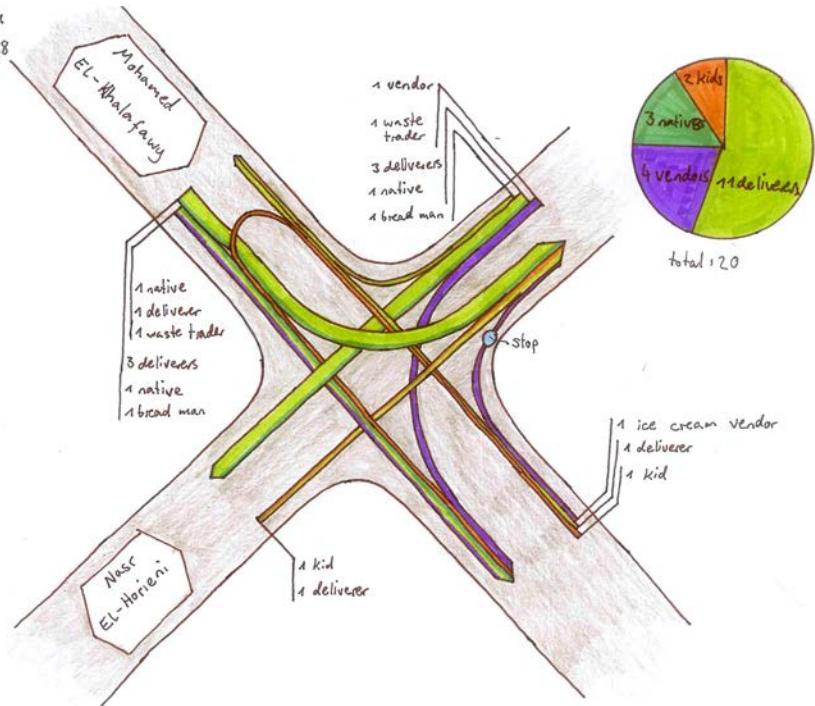 8
Mohamed
EL-Khalafawy
1 vendor
1 waste
trader
3 deliverers
1 native
1 bread man
2 kids
3 natives
4 vendors
11 deliverers
total: 20
1 native
1 deliverer
1 waste trader
3 deliverers
1 native
1 bread man
stop
1 ice cream vendor
1 deliverer
1 kid
1 kid
1 deliverer
Nasr
EL-Horieni